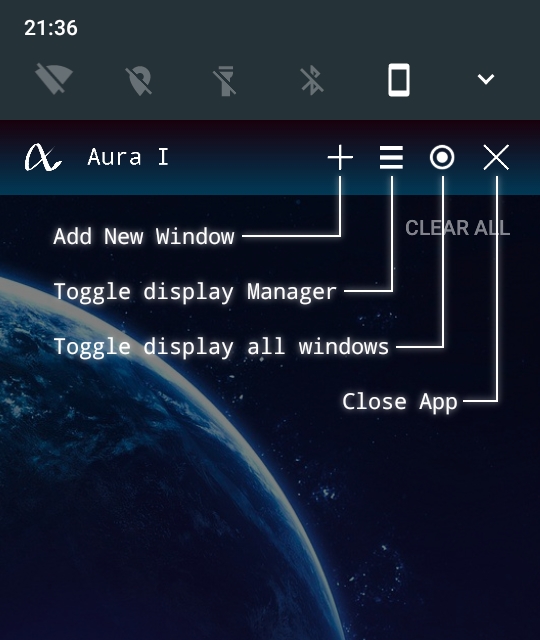 21:36
Aura I
Add New Window
CLEAR ALL
Toggle display Manager
Toggle display all windows
Close App